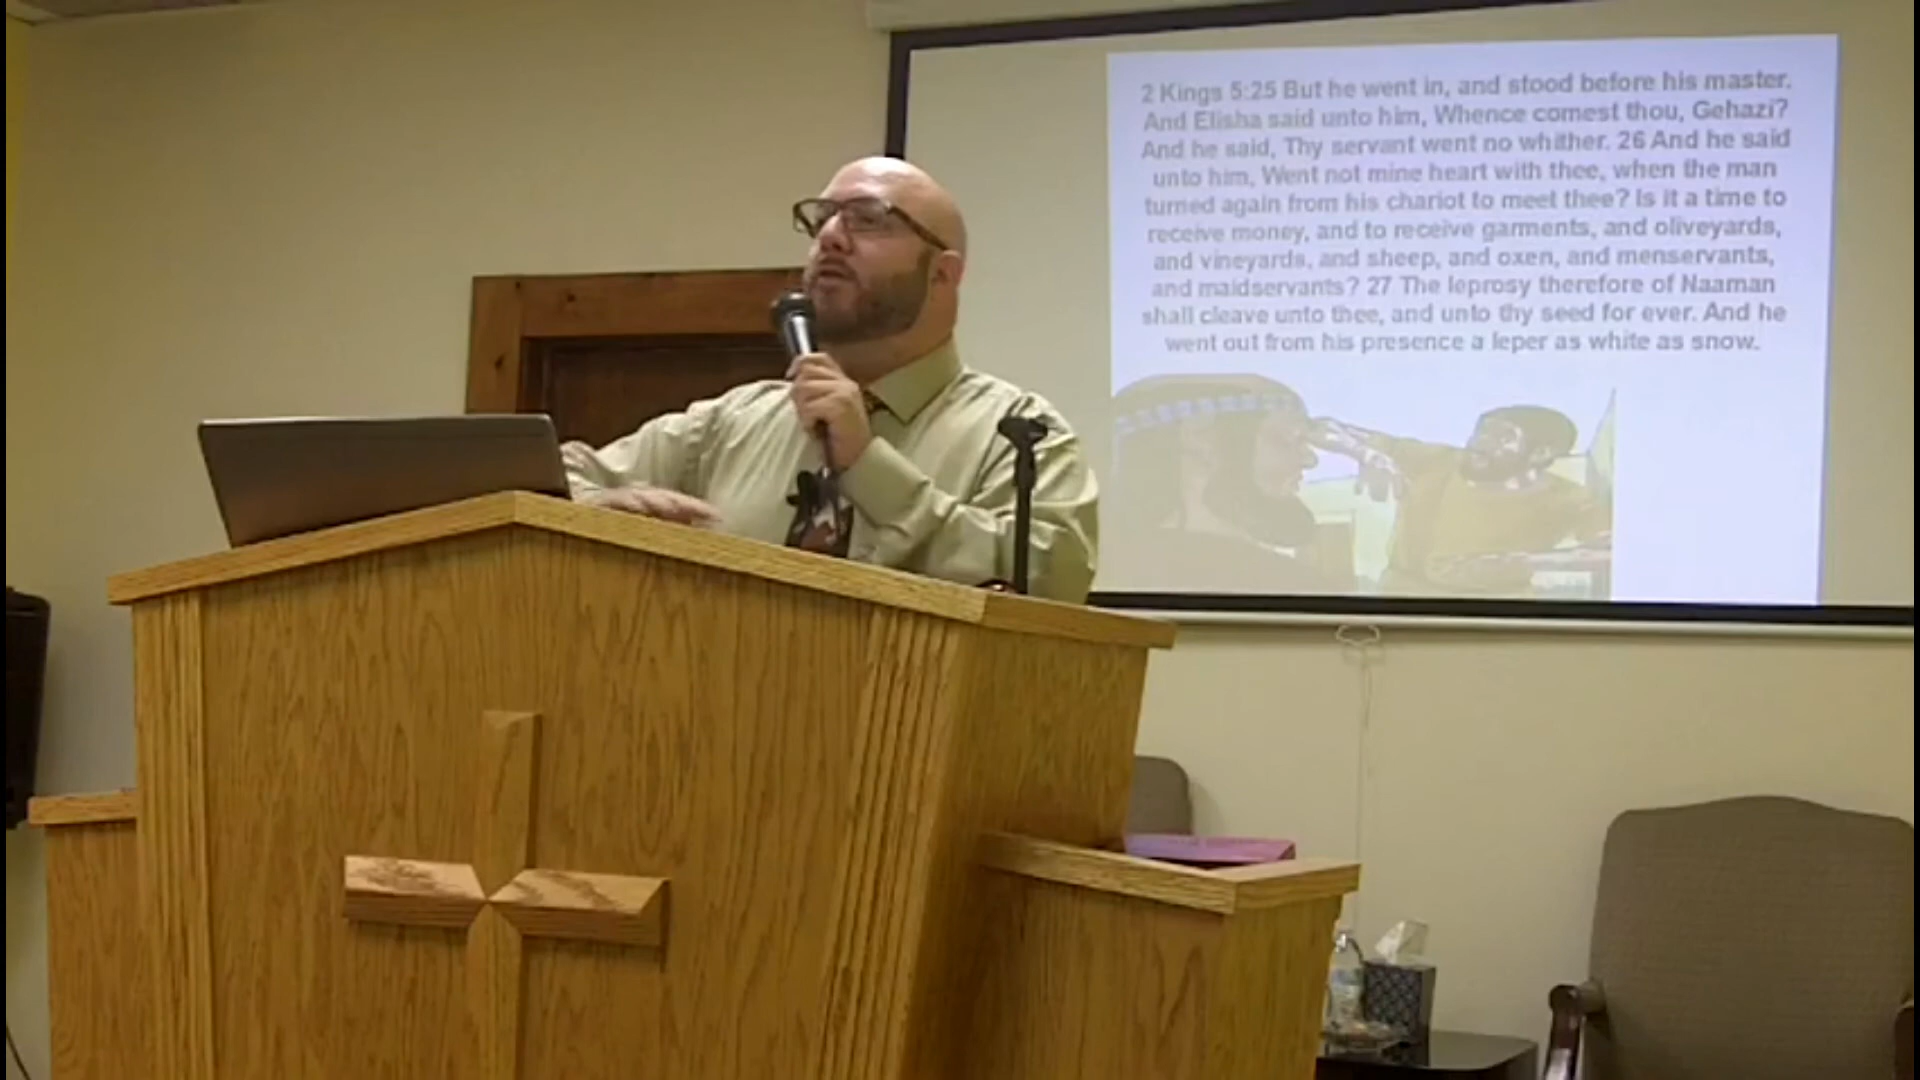 2 Kings 5:25 But he went in, and stood before his master.
And Elisha said unto him, Whence comest thou, Gehazi?
And he said, Thy servant went no whither. 26 And he said
unto him, Went not mine heart with thee, when the man
turned again from his chariot to meet thee? Is it a time to
receive money, and to receive garments, and oliveyards,
and vineyards, and sheep, and oxen, and menservants,
and maidservants? 27 The leprosy therefore of Naaman
shall cleave unto thee, and unto thy seed for ever. And he
went out from his presence a leper as white as snow.